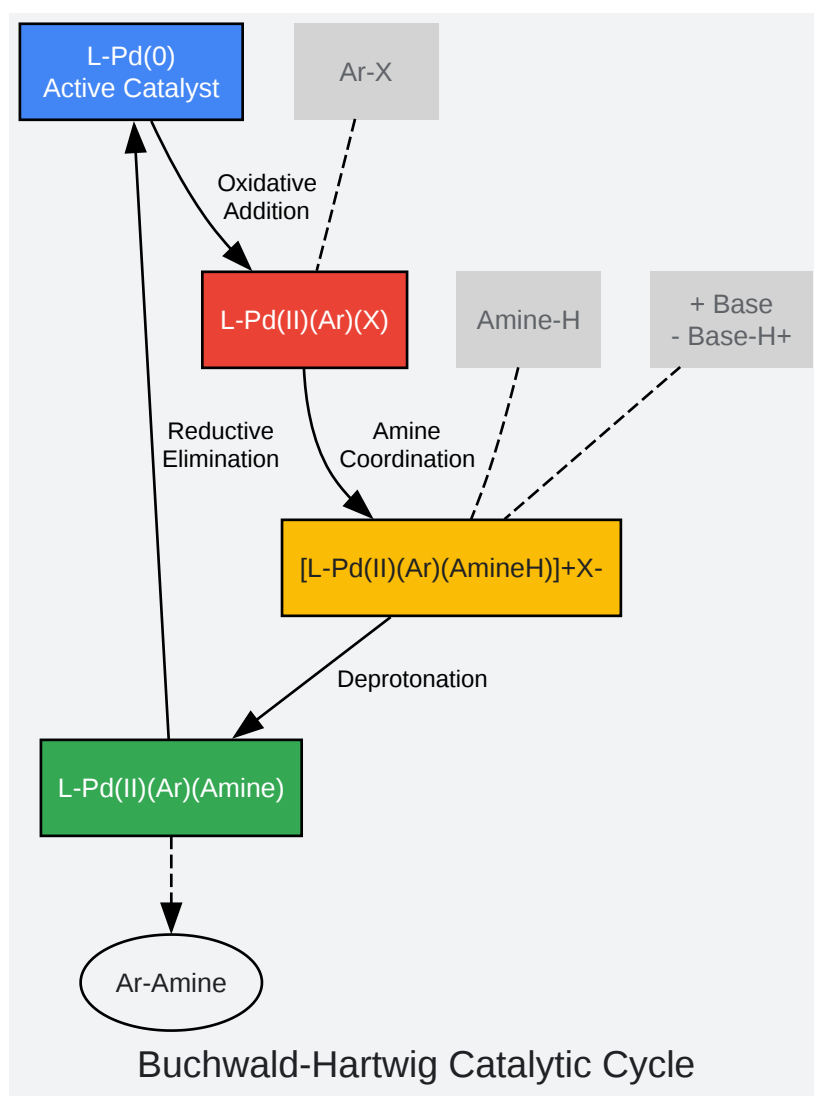 L-Pd(0)
Active Catalyst
Ar-X
Oxidative
Addition
L-Pd(II)(Ar)(X)
Amine-H
+ Base
- Base-H+
Reductive
Elimination
Amine
Coordination
[L-Pd(II)(Ar)(AmineH)]+X-
Deprotonation
L-Pd(II)(Ar)(Amine)
Ar-Amine
Buchwald-Hartwig Catalytic Cycle